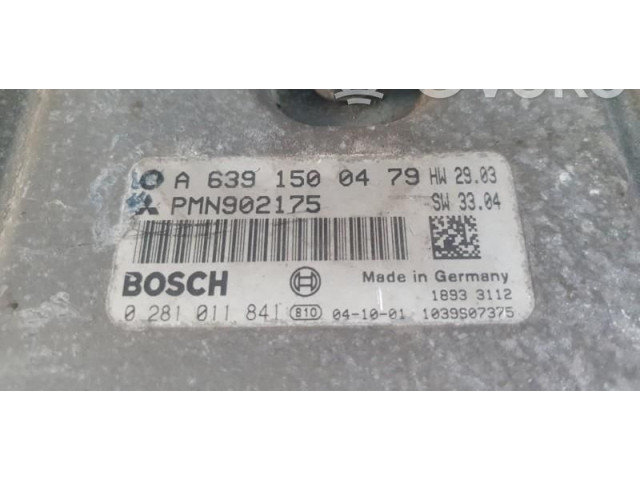 A 639 150 04 79 HW 29.03
PMN902175 SW 33.04
BOSCH Made in Germany
1893 3112
0 281 011 841 810 04-10-01 1039S07375